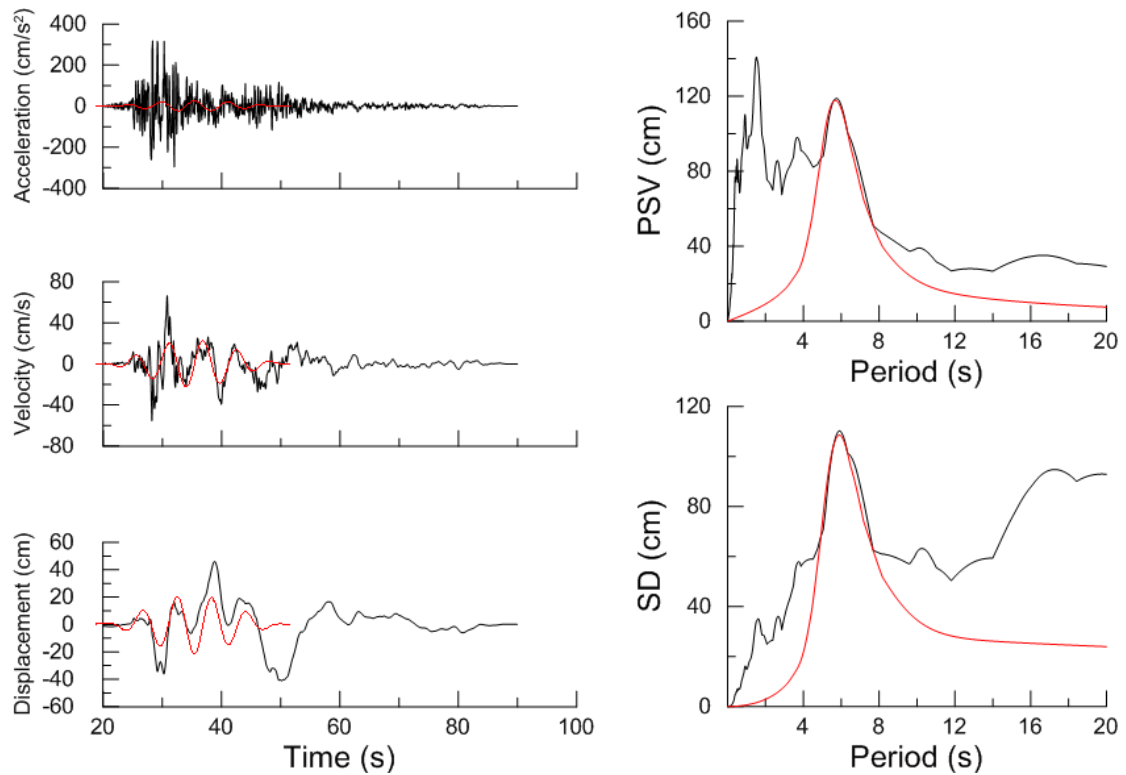 400
200
0
-200
-400
Acceleration (cm/s²)
80
40
0
-40
-80
Velocity (cm/s)
60
40
20
0
-20
-40
-60
Displacement (cm)
20 40 60 80 100
Time (s)
160
120
80
40
0
PSV (cm)
4 8 12 16 20
Period (s)
120
80
40
0
SD (cm)
4 8 12 16 20
Period (s)